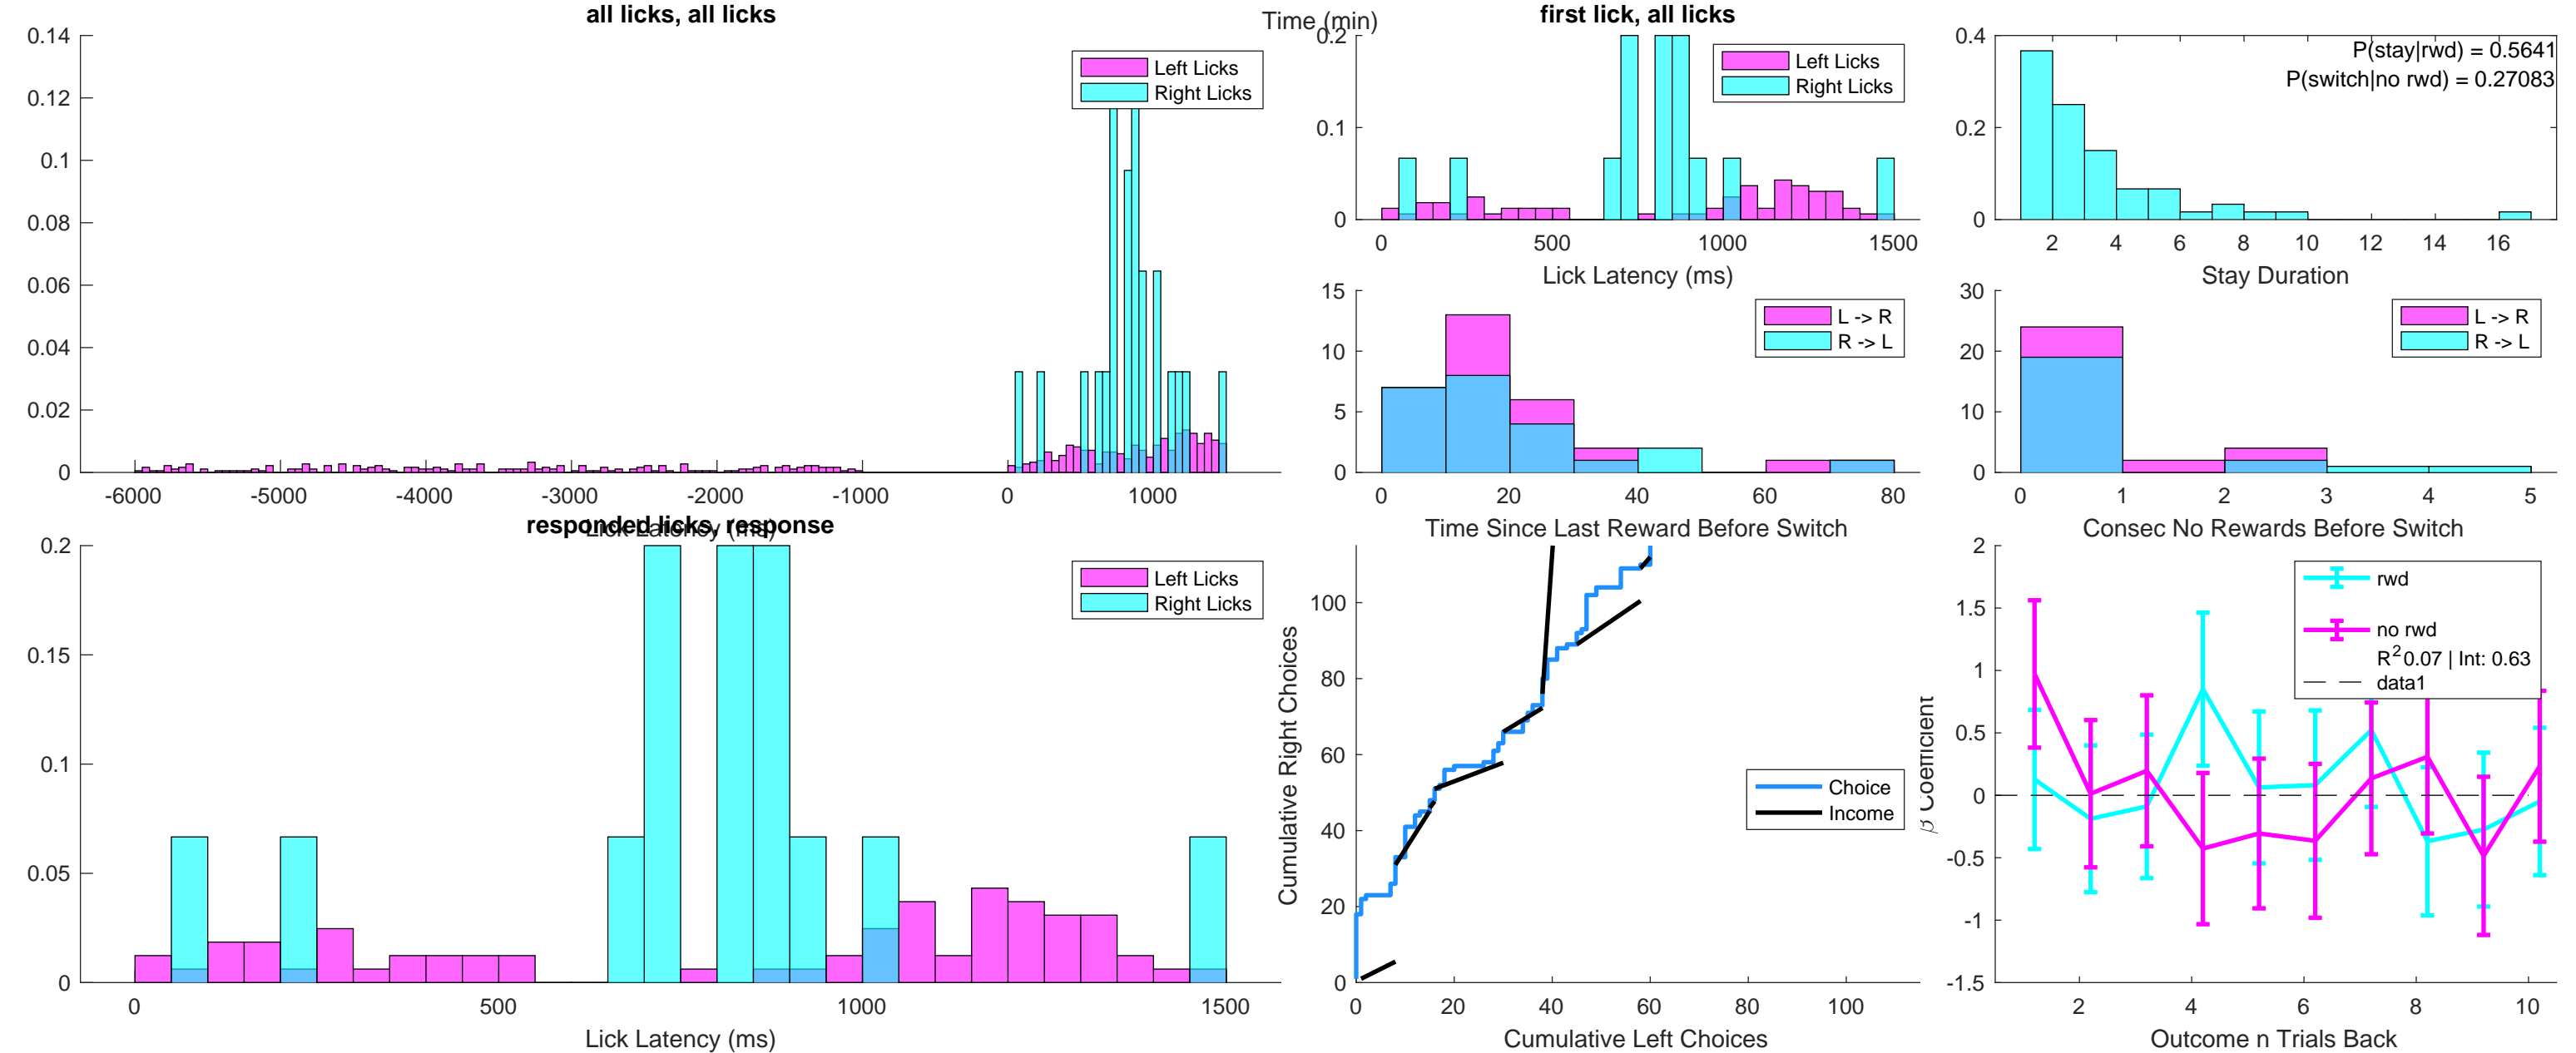 all licks, all licks
0.14
0.12
0.1
0.08
0.06
0.04
0.02
0
-6000 -5000 -4000 -3000 -2000 -1000 0 1000
Lick Latency (ms)
Left Licks
Right Licks
Time (min)
first lick, all licks
0.2
0.1
0
0 500 1000 1500
Lick Latency (ms)
Left Licks
Right Licks
0.4
0.2
0
P(stay|rwd) = 0.5641
P(switch|no rwd) = 0.27083
2 4 6 8 10 12 14 16
Stay Duration
15
10
5
0
0 20 40 60 80
Time Since Last Reward Before Switch
L -> R
R -> L
30
20
10
0
0 1 2 3 4 5
Consec No Rewards Before Switch
L -> R
R -> L
responded licks, response
0.2
0.15
0.1
0.05
0
0 500 1000 1500
Lick Latency (ms)
Left Licks
Right Licks
Cumulative Right Choices
100
80
60
40
20
0
0 20 40 60 80 100
Cumulative Left Choices
Choice
Income
β Coefficient
2
1.5
1
0.5
0
-0.5
-1
-1.5
2 4 6 8 10
Outcome n Trials Back
rwd
no rwd
R² 0.07 | Int: 0.63
data1